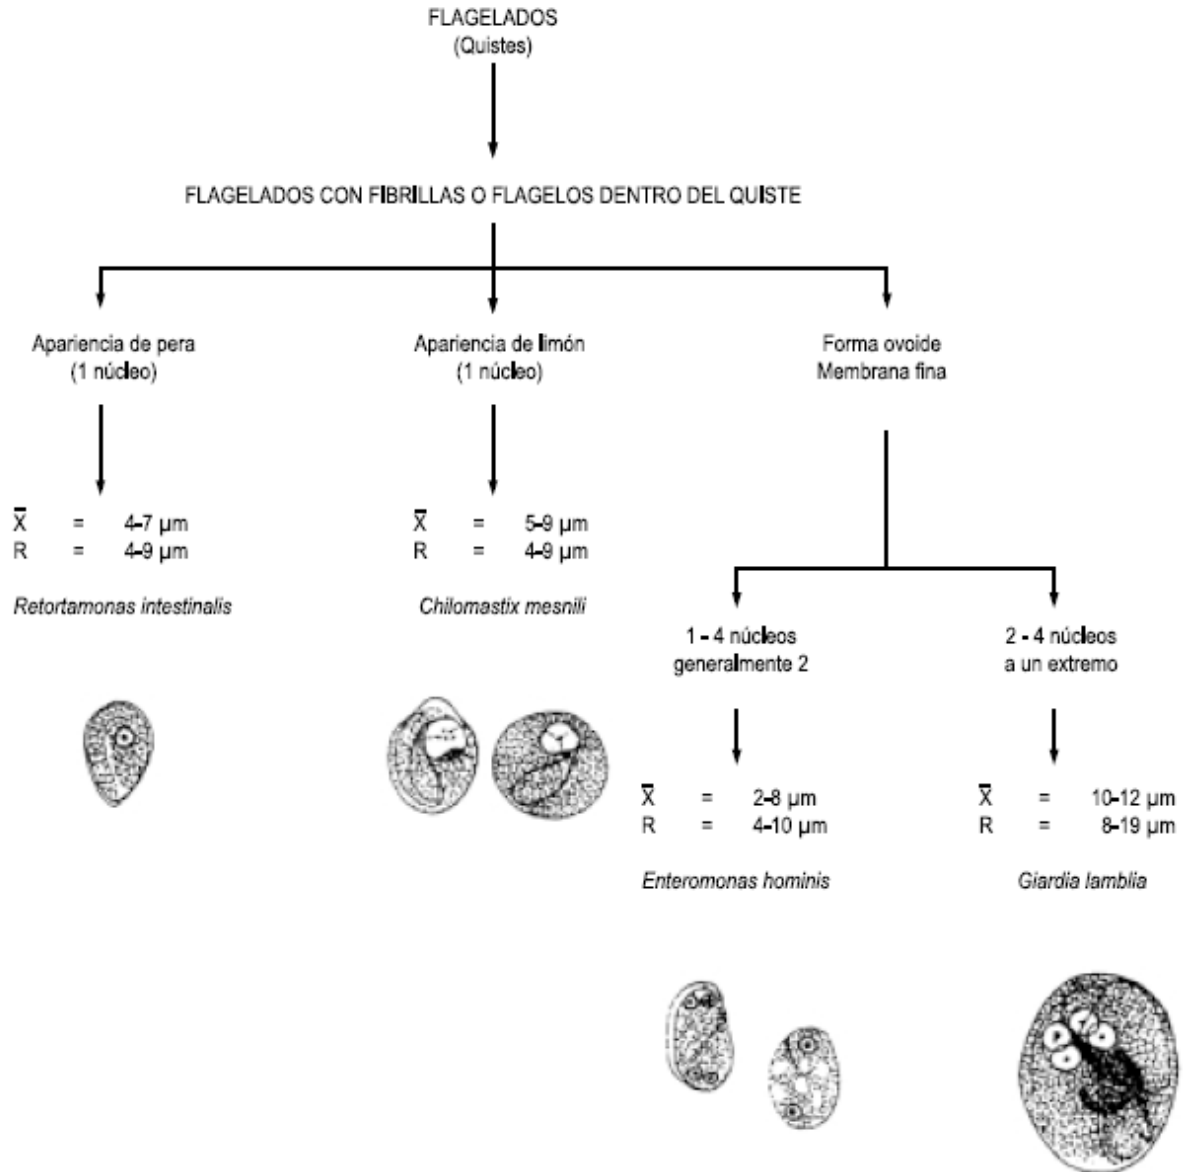 FLAGELADOS
(Quistes)
FLAGELADOS CON FIBRILLAS O FLAGELOS DENTRO DEL QUISTE
Apariencia de pera
(1 núcleo)
Apariencia de limón
(1 núcleo)
Forma ovoide
Membrana fina
X̅ = 4-7 µm
R = 4-9 µm
Retortamonas intestinalis
X̅ = 5-9 µm
R = 4-9 µm
Chilomastix mesnili
1 - 4 núcleos
generalmente 2
2 - 4 núcleos
a un extremo
X̅ = 2-8 µm
R = 4-10 µm
Enteromonas hominis
X̅ = 10-12 µm
R = 8-19 µm
Giardia lamblia